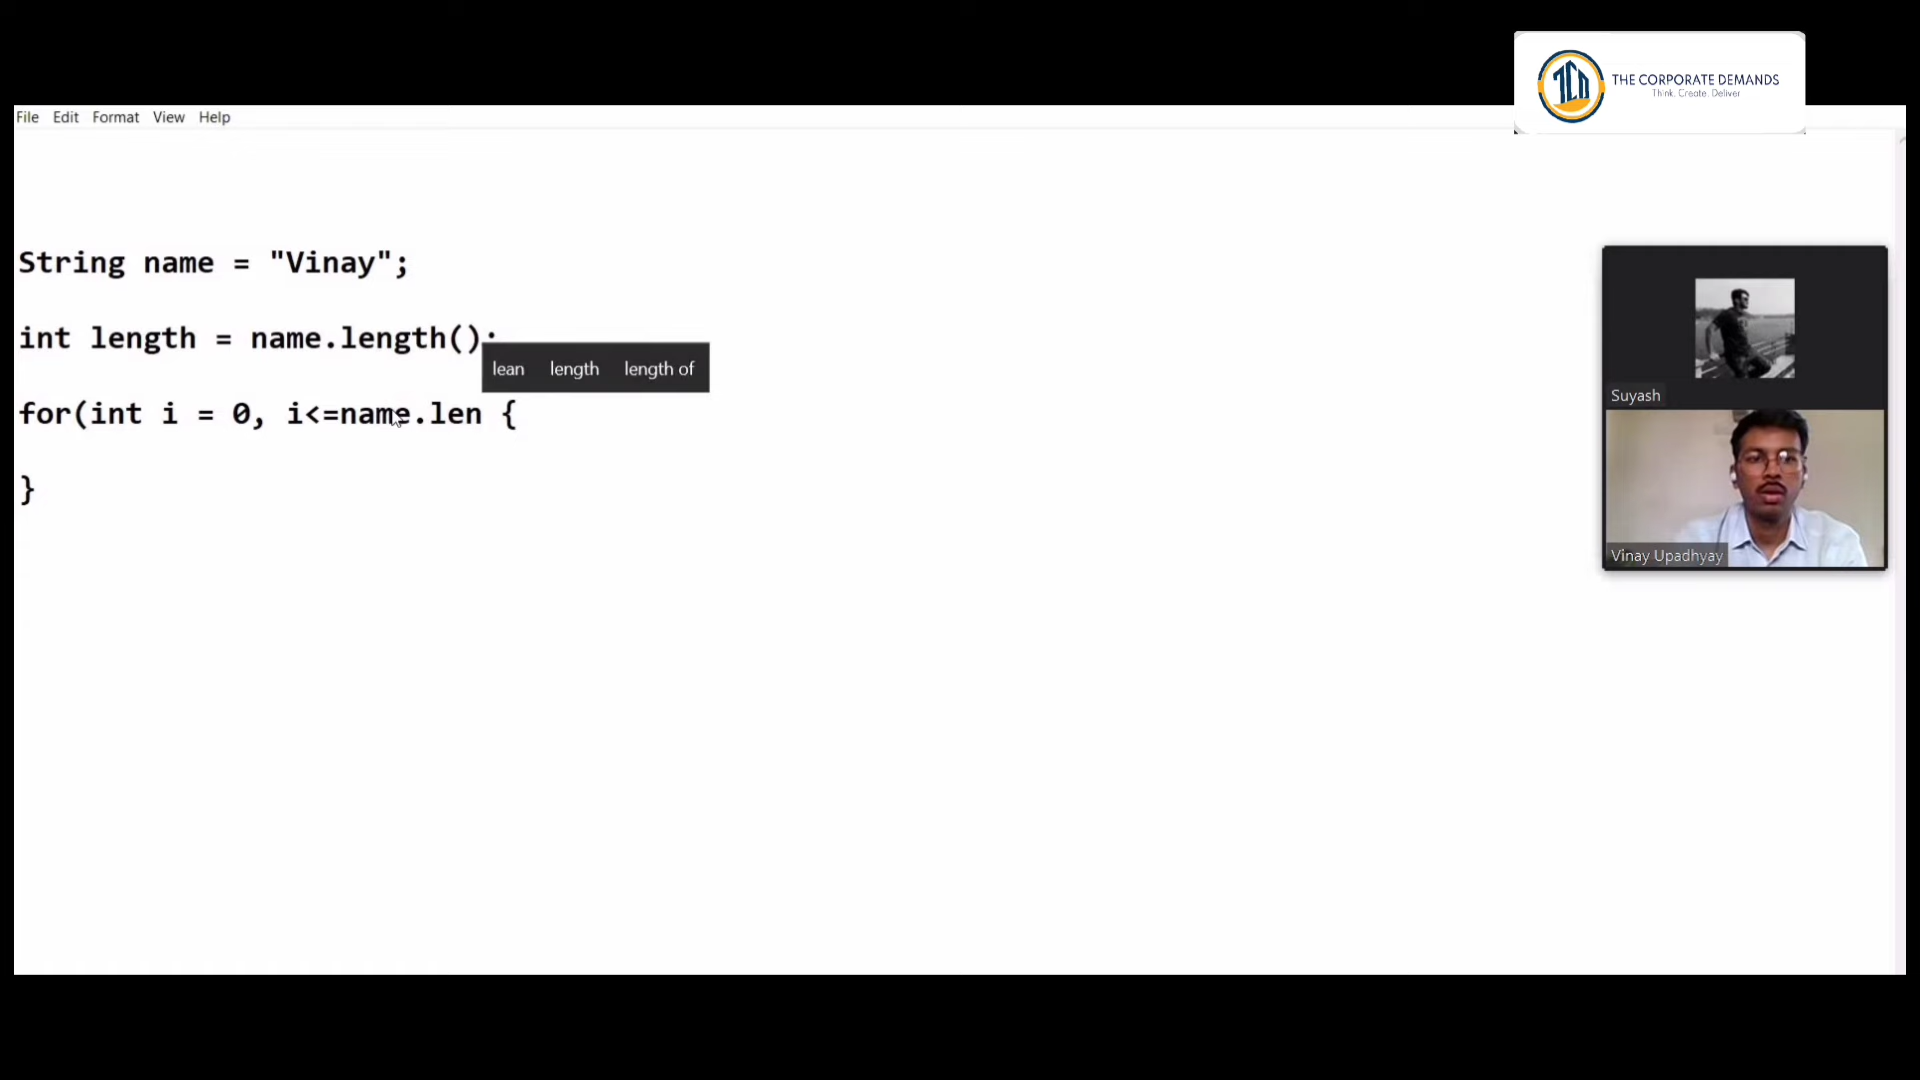 THE CORPORATE DEMANDS
Think. Create. Deliver
File Edit Format View Help
String name = "Vinay";
int length = name.length();
lean length length of
for(int i = 0, i<=name.len {
}
Suyash
Vinay Upadhyay
TCD